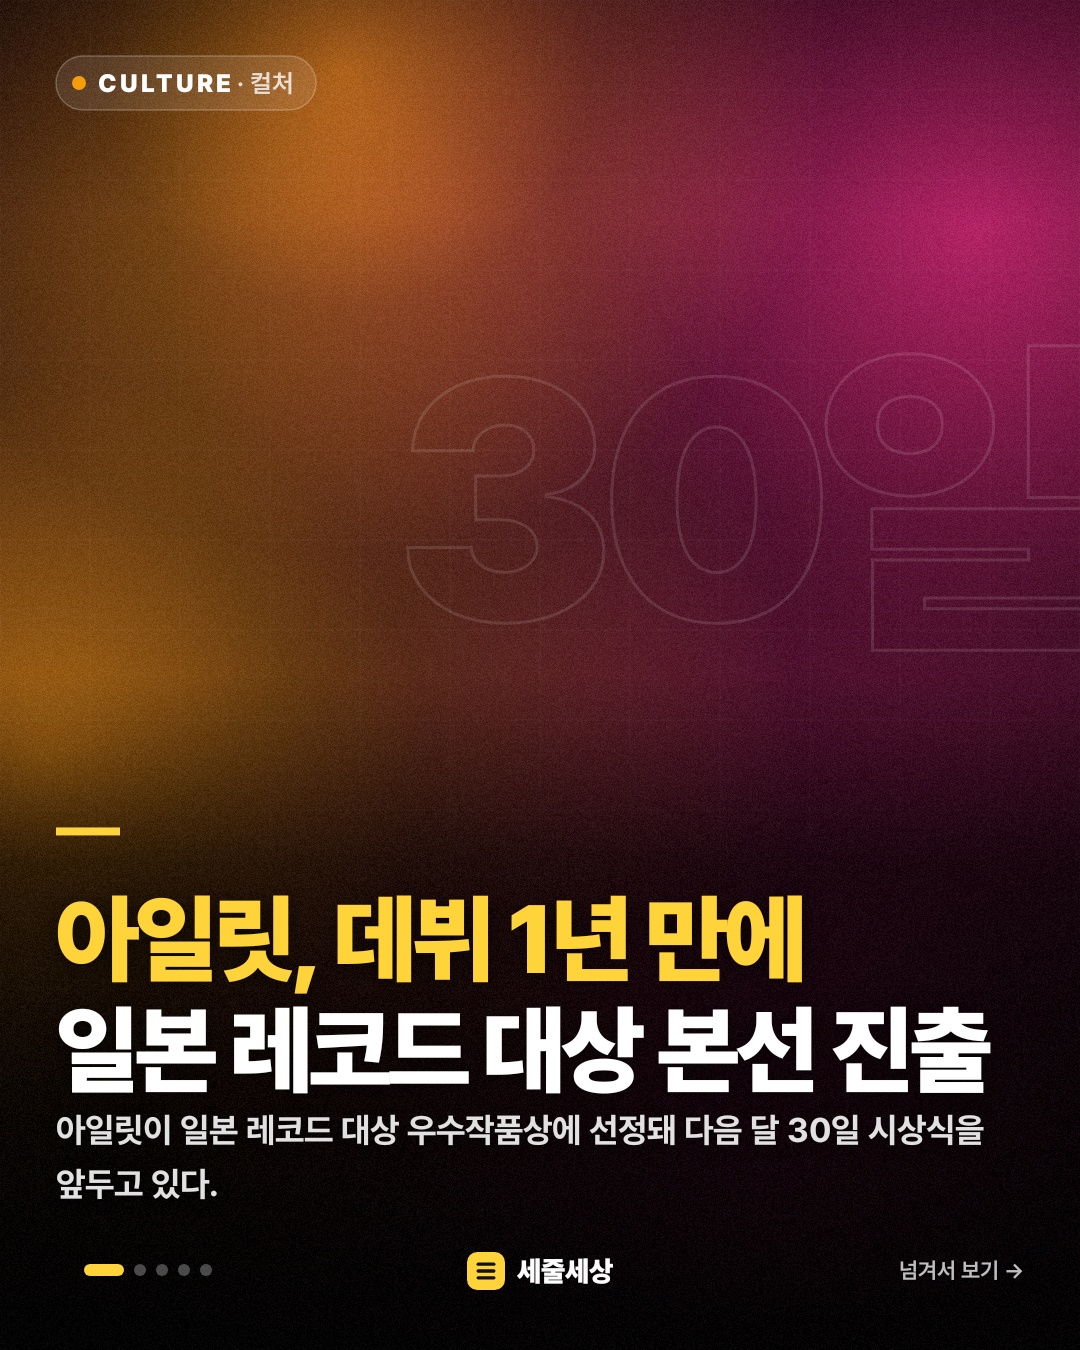 CULTURE · 컬처
30일
아일릿, 데뷔 1년 만에
일본 레코드 대상 본선 진출
아일릿이 일본 레코드 대상 우수작품상에 선정돼 다음 달 30일 시상식을
앞두고 있다.
세줄세상
넘겨서 보기 →